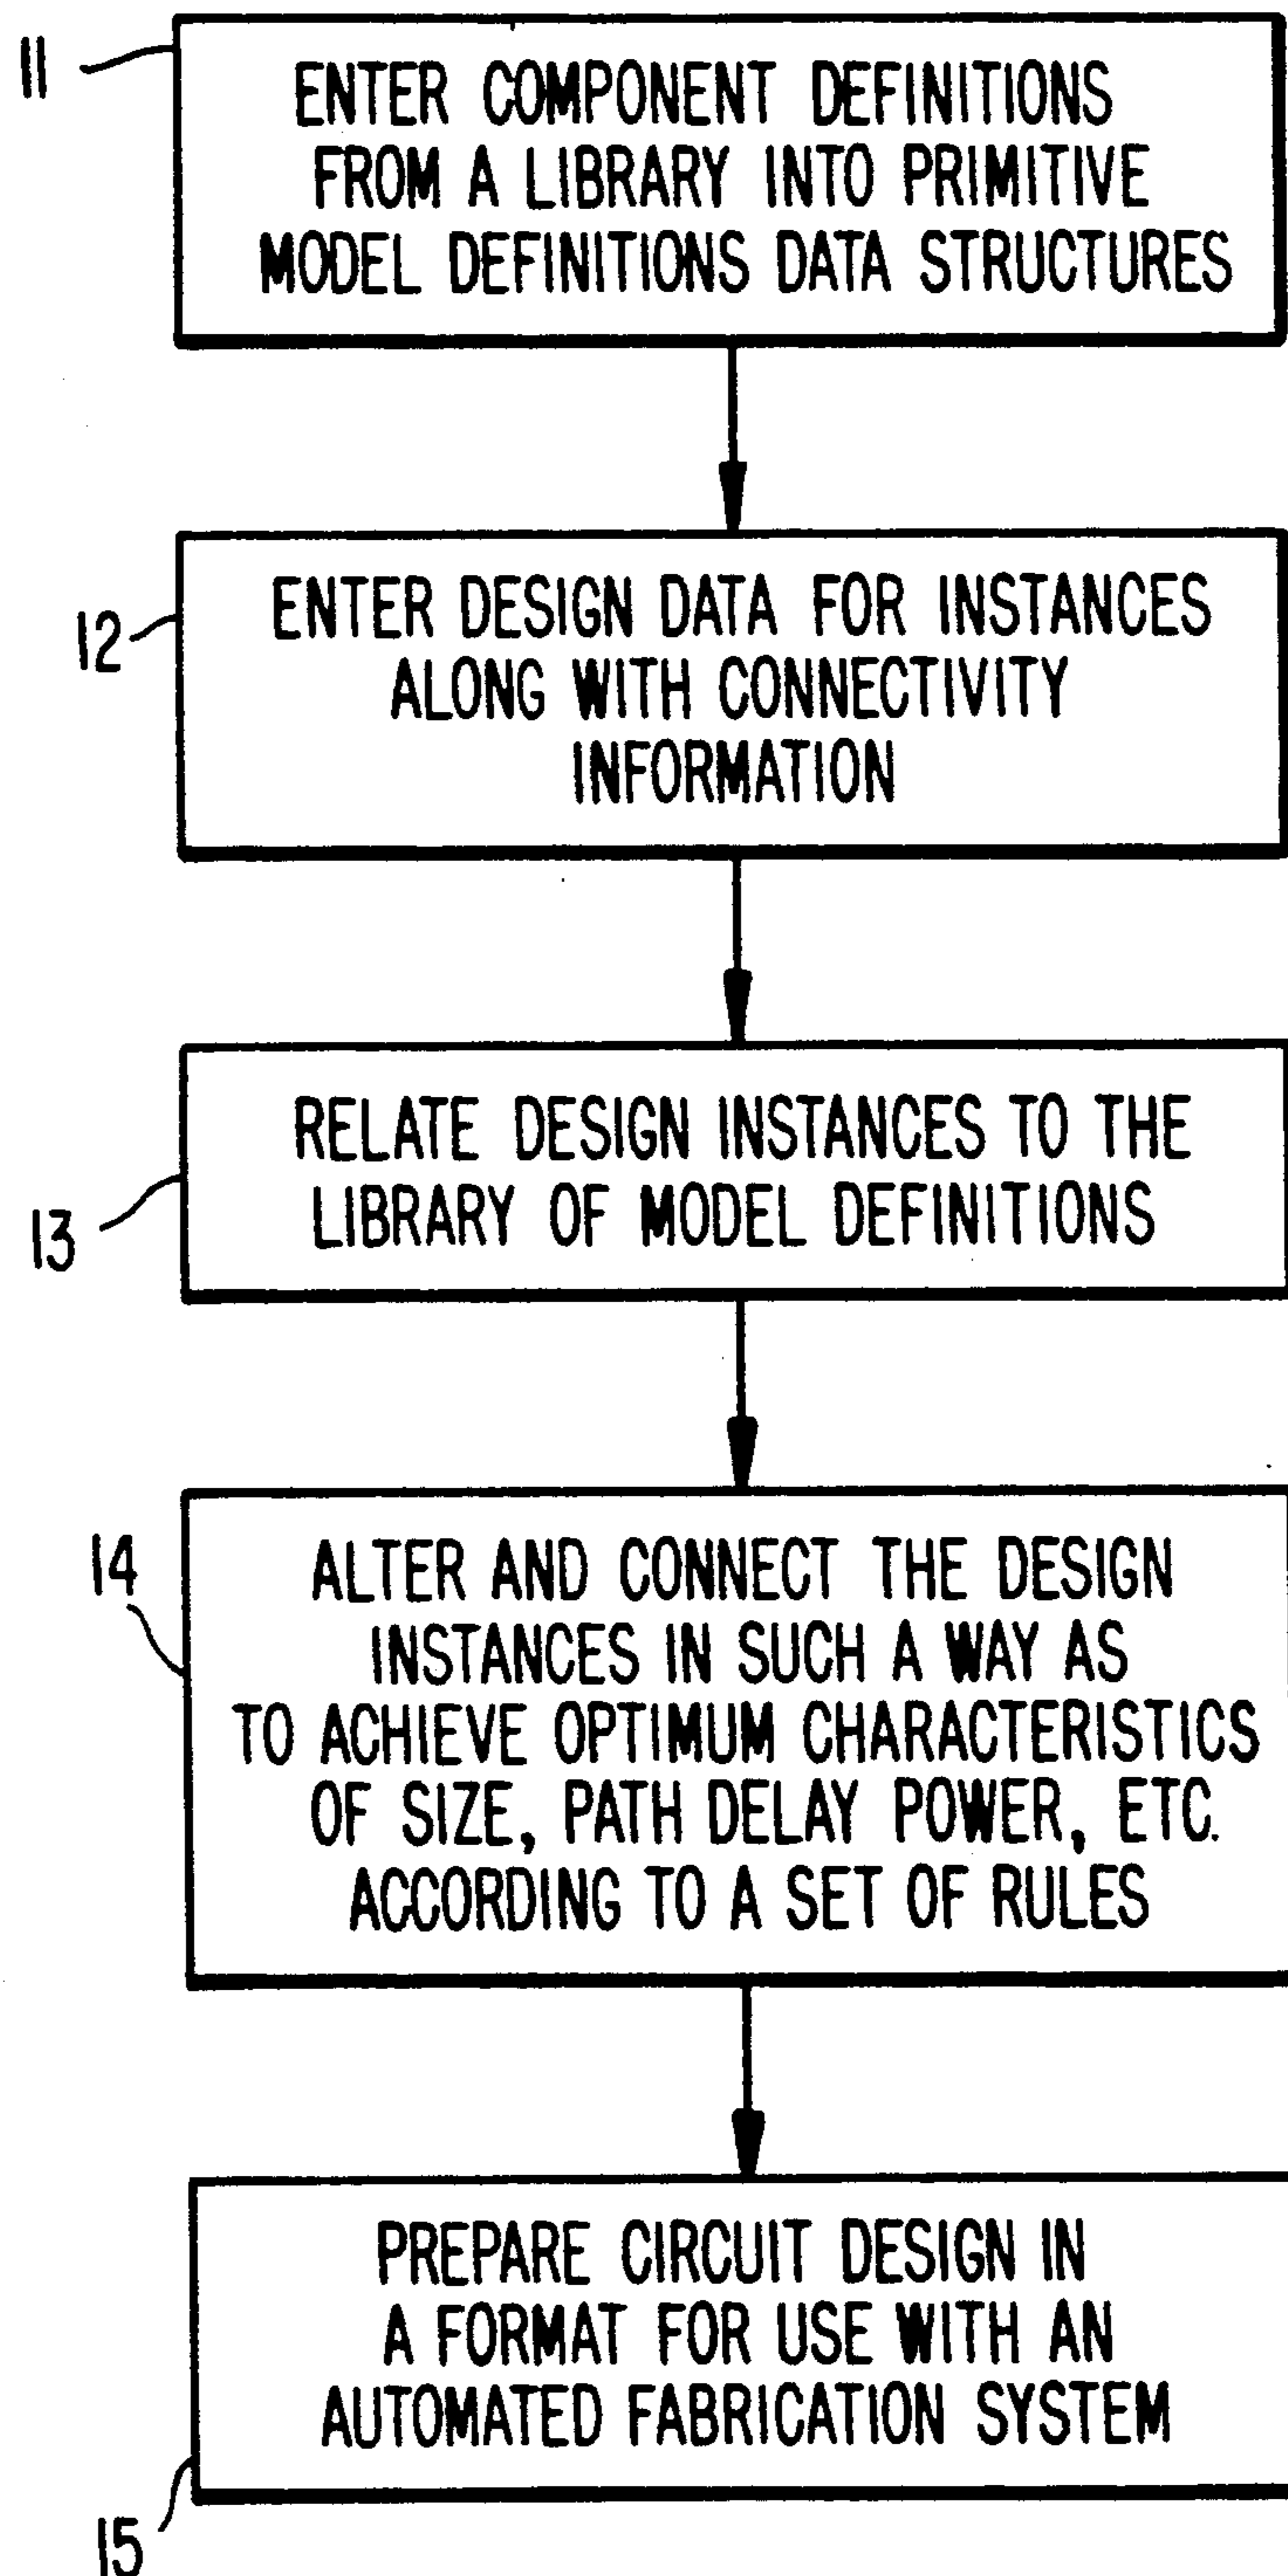 11
ENTER COMPONENT DEFINITIONS
FROM A LIBRARY INTO PRIMITIVE
MODEL DEFINITIONS DATA STRUCTURES
12
ENTER DESIGN DATA FOR INSTANCES
ALONG WITH CONNECTIVITY
INFORMATION
13
RELATE DESIGN INSTANCES TO THE
LIBRARY OF MODEL DEFINITIONS
14
ALTER AND CONNECT THE DESIGN
INSTANCES IN SUCH A WAY AS
TO ACHIEVE OPTIMUM CHARACTERISTICS
OF SIZE, PATH DELAY POWER, ETC.
ACCORDING TO A SET OF RULES
PREPARE CIRCUIT DESIGN IN
A FORMAT FOR USE WITH AN
AUTOMATED FABRICATION SYSTEM
15